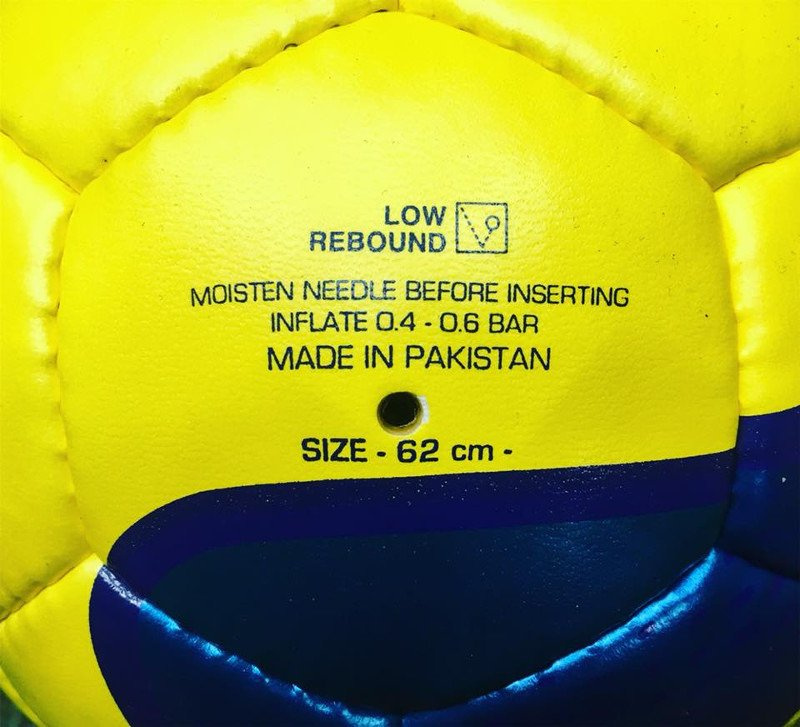 LOW
REBOUND
MOISTEN NEEDLE BEFORE INSERTING
INFLATE 0.4 - 0.6 BAR
MADE IN PAKISTAN
SIZE - 62 cm -